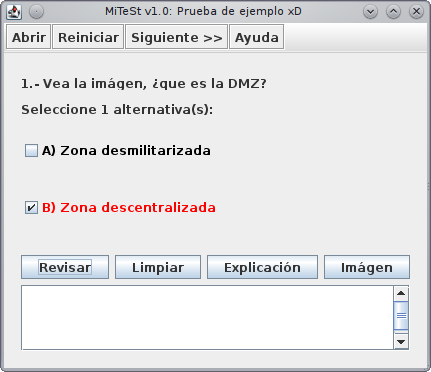 MiTeSt v1.0: Prueba de ejemplo xD
Abrir Reiniciar Siguiente >> Ayuda
1.- Vea la imágen, ¿que es la DMZ?
Seleccione 1 alternativa(s):
A) Zona desmilitarizada
B) Zona descentralizada
Revisar Limpiar Explicación Imágen